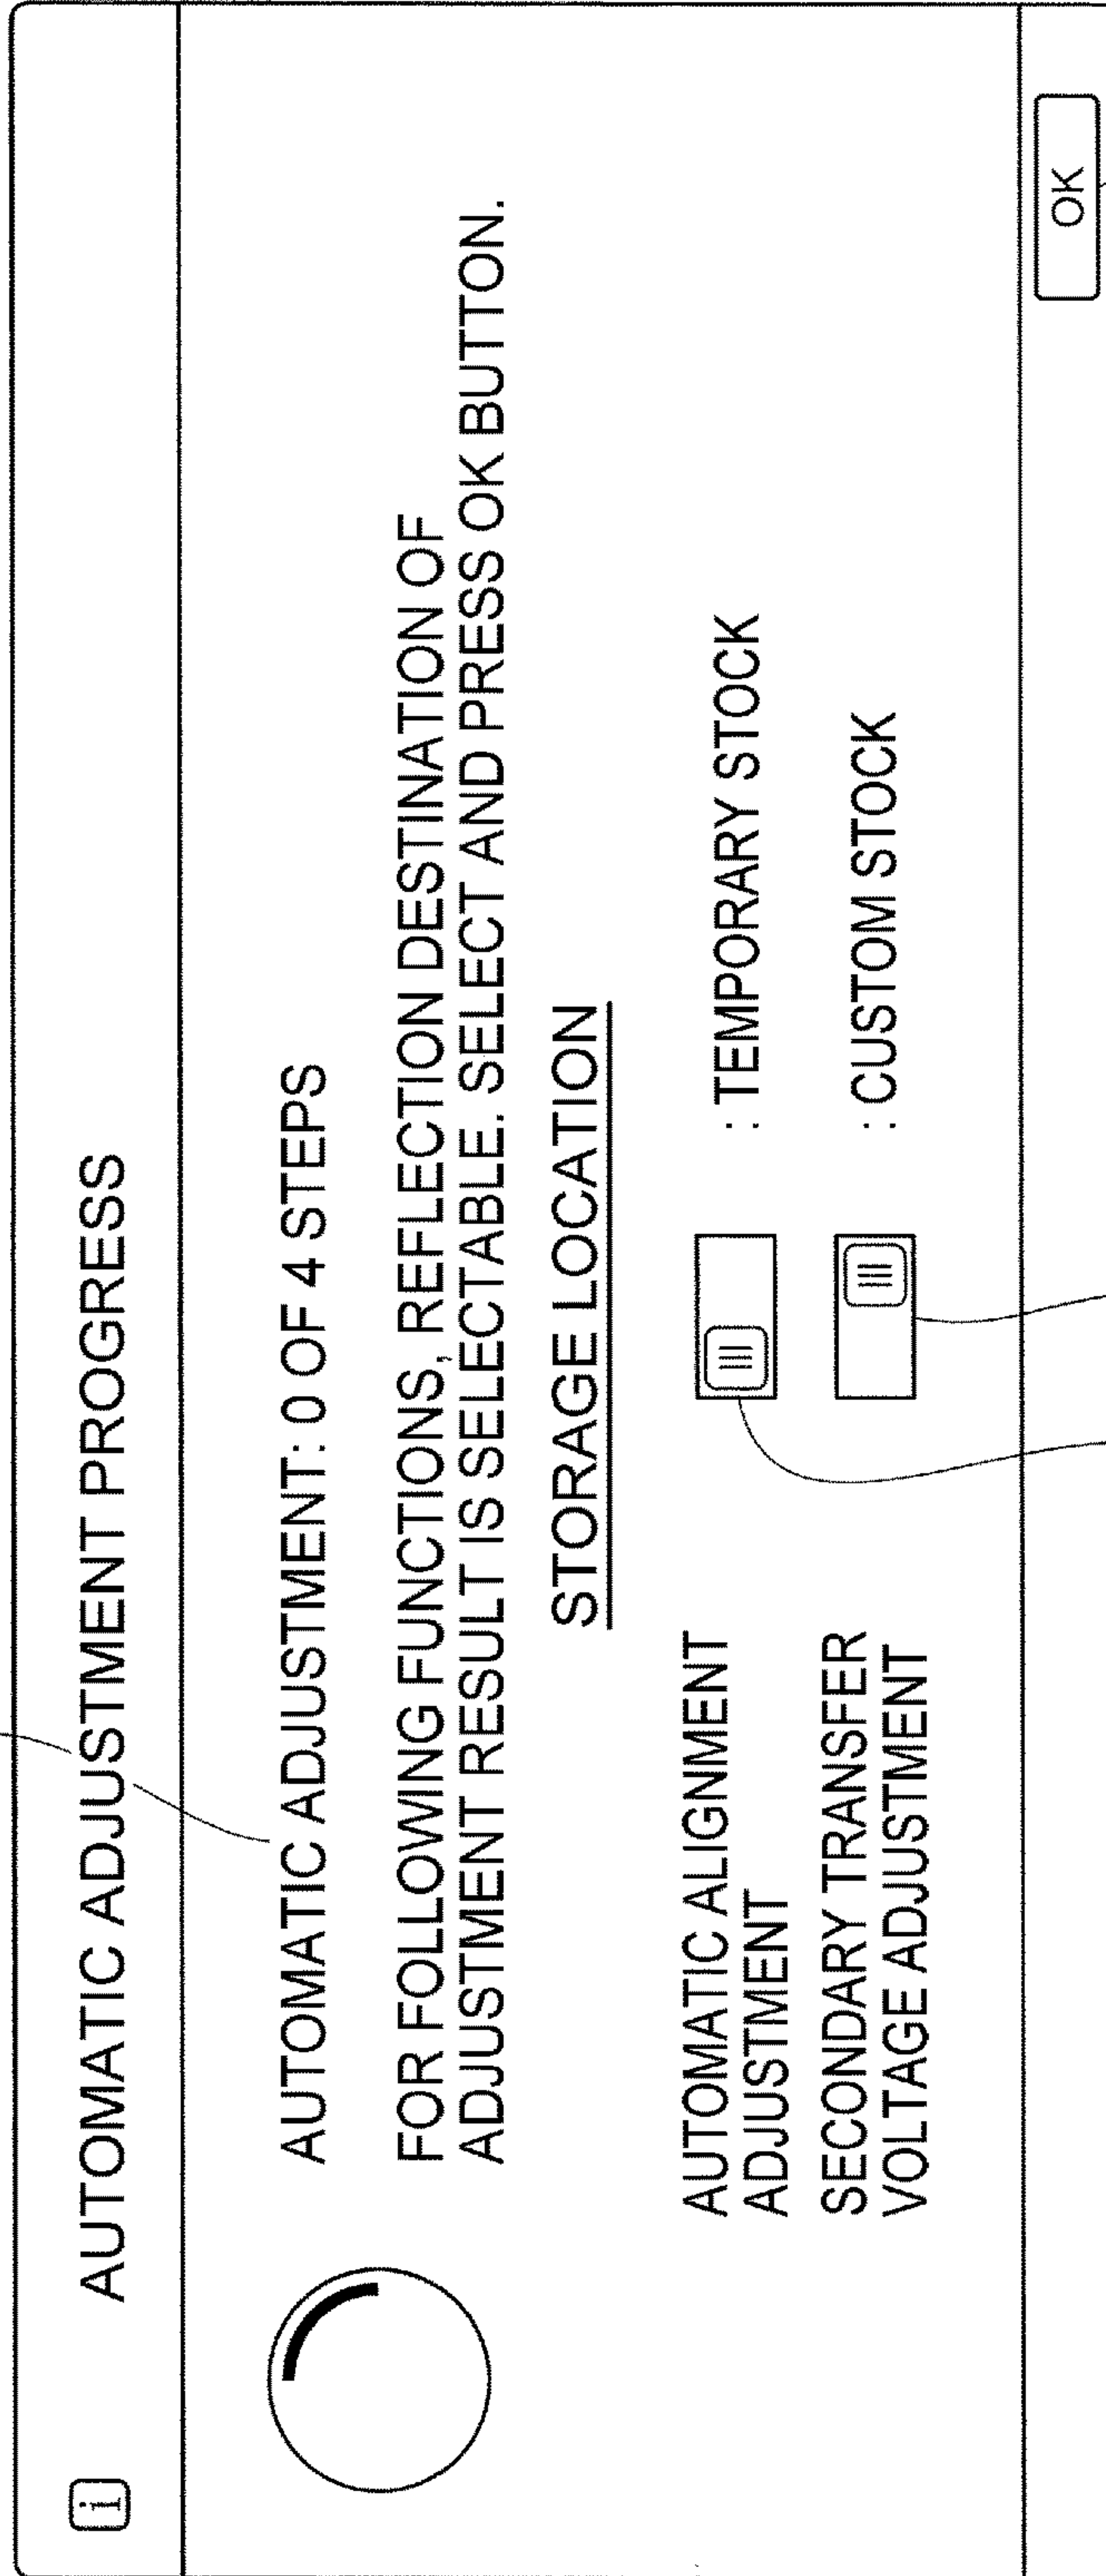 i
AUTOMATIC ADJUSTMENT PROGRESS
AUTOMATIC ADJUSTMENT: 0 OF 4 STEPS
FOR FOLLOWING FUNCTIONS, REFLECTION DESTINATION OF
ADJUSTMENT RESULT IS SELECTABLE. SELECT AND PRESS OK BUTTON.
STORAGE LOCATION
AUTOMATIC ALIGNMENT
ADJUSTMENT
: TEMPORARY STOCK
SECONDARY TRANSFER
VOLTAGE ADJUSTMENT
: CUSTOM STOCK
OK